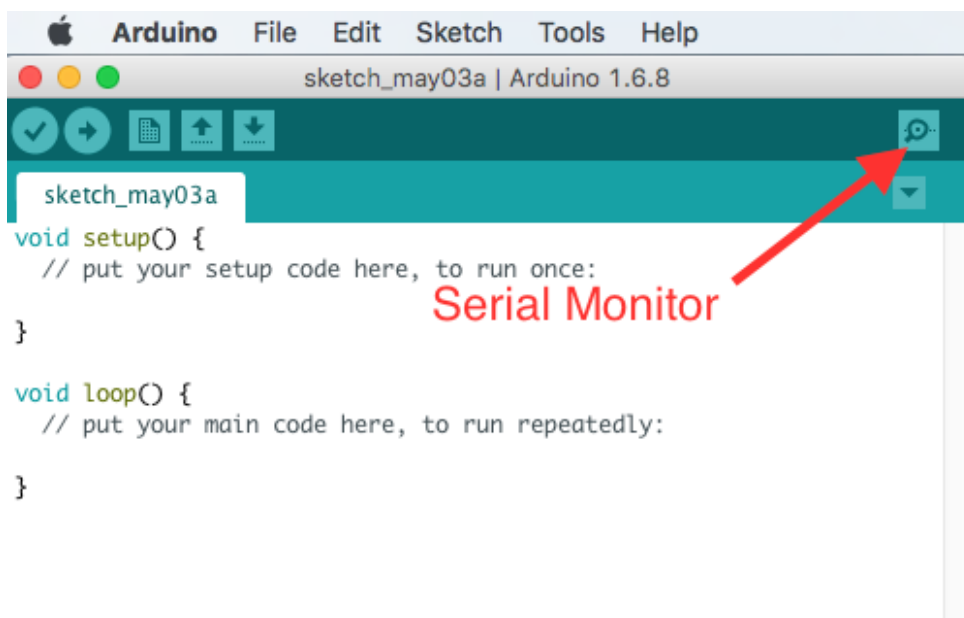 Arduino File Edit Sketch Tools Help
sketch_may03a | Arduino 1.6.8
sketch_may03a
void setup() {
  // put your setup code here, to run once:
Serial Monitor
}
void loop() {
  // put your main code here, to run repeatedly:
}